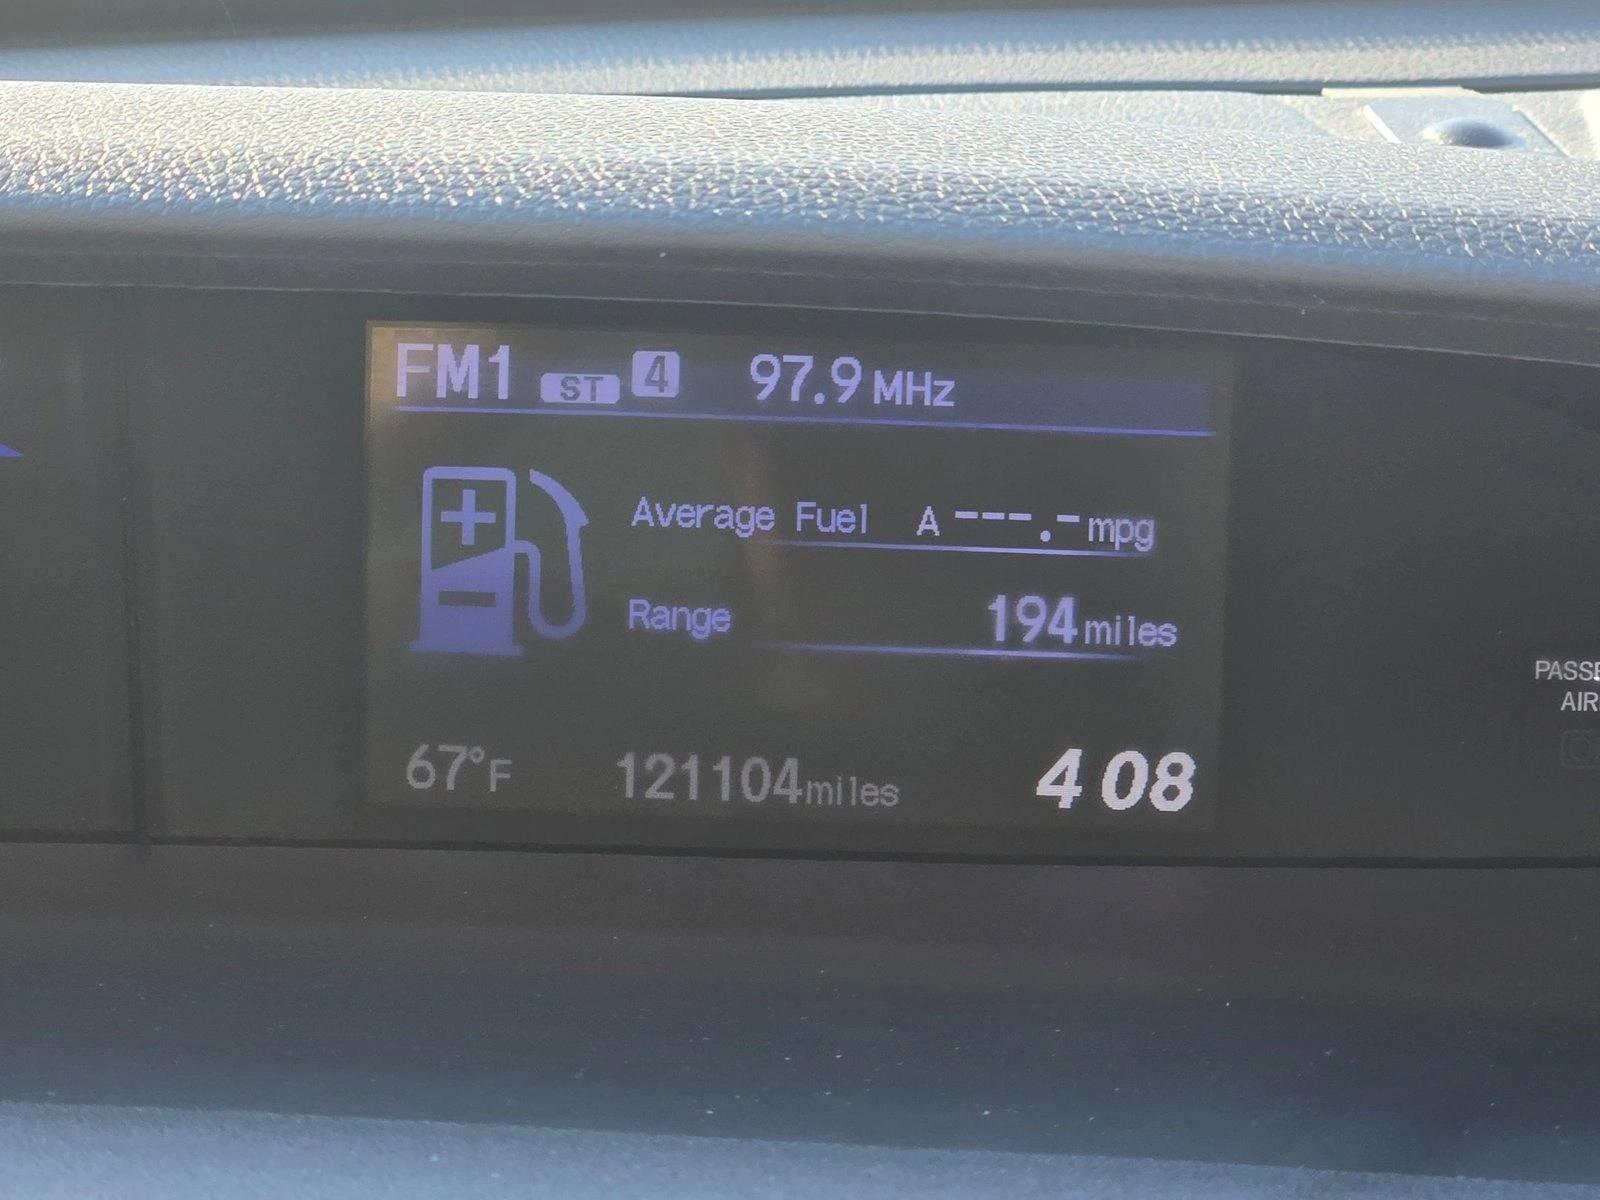 FM1 ST 4 97.9 MHz
Average Fuel A ---.- mpg
Range 194 miles
67°F 121104 miles 4 08
PASSE
AIR